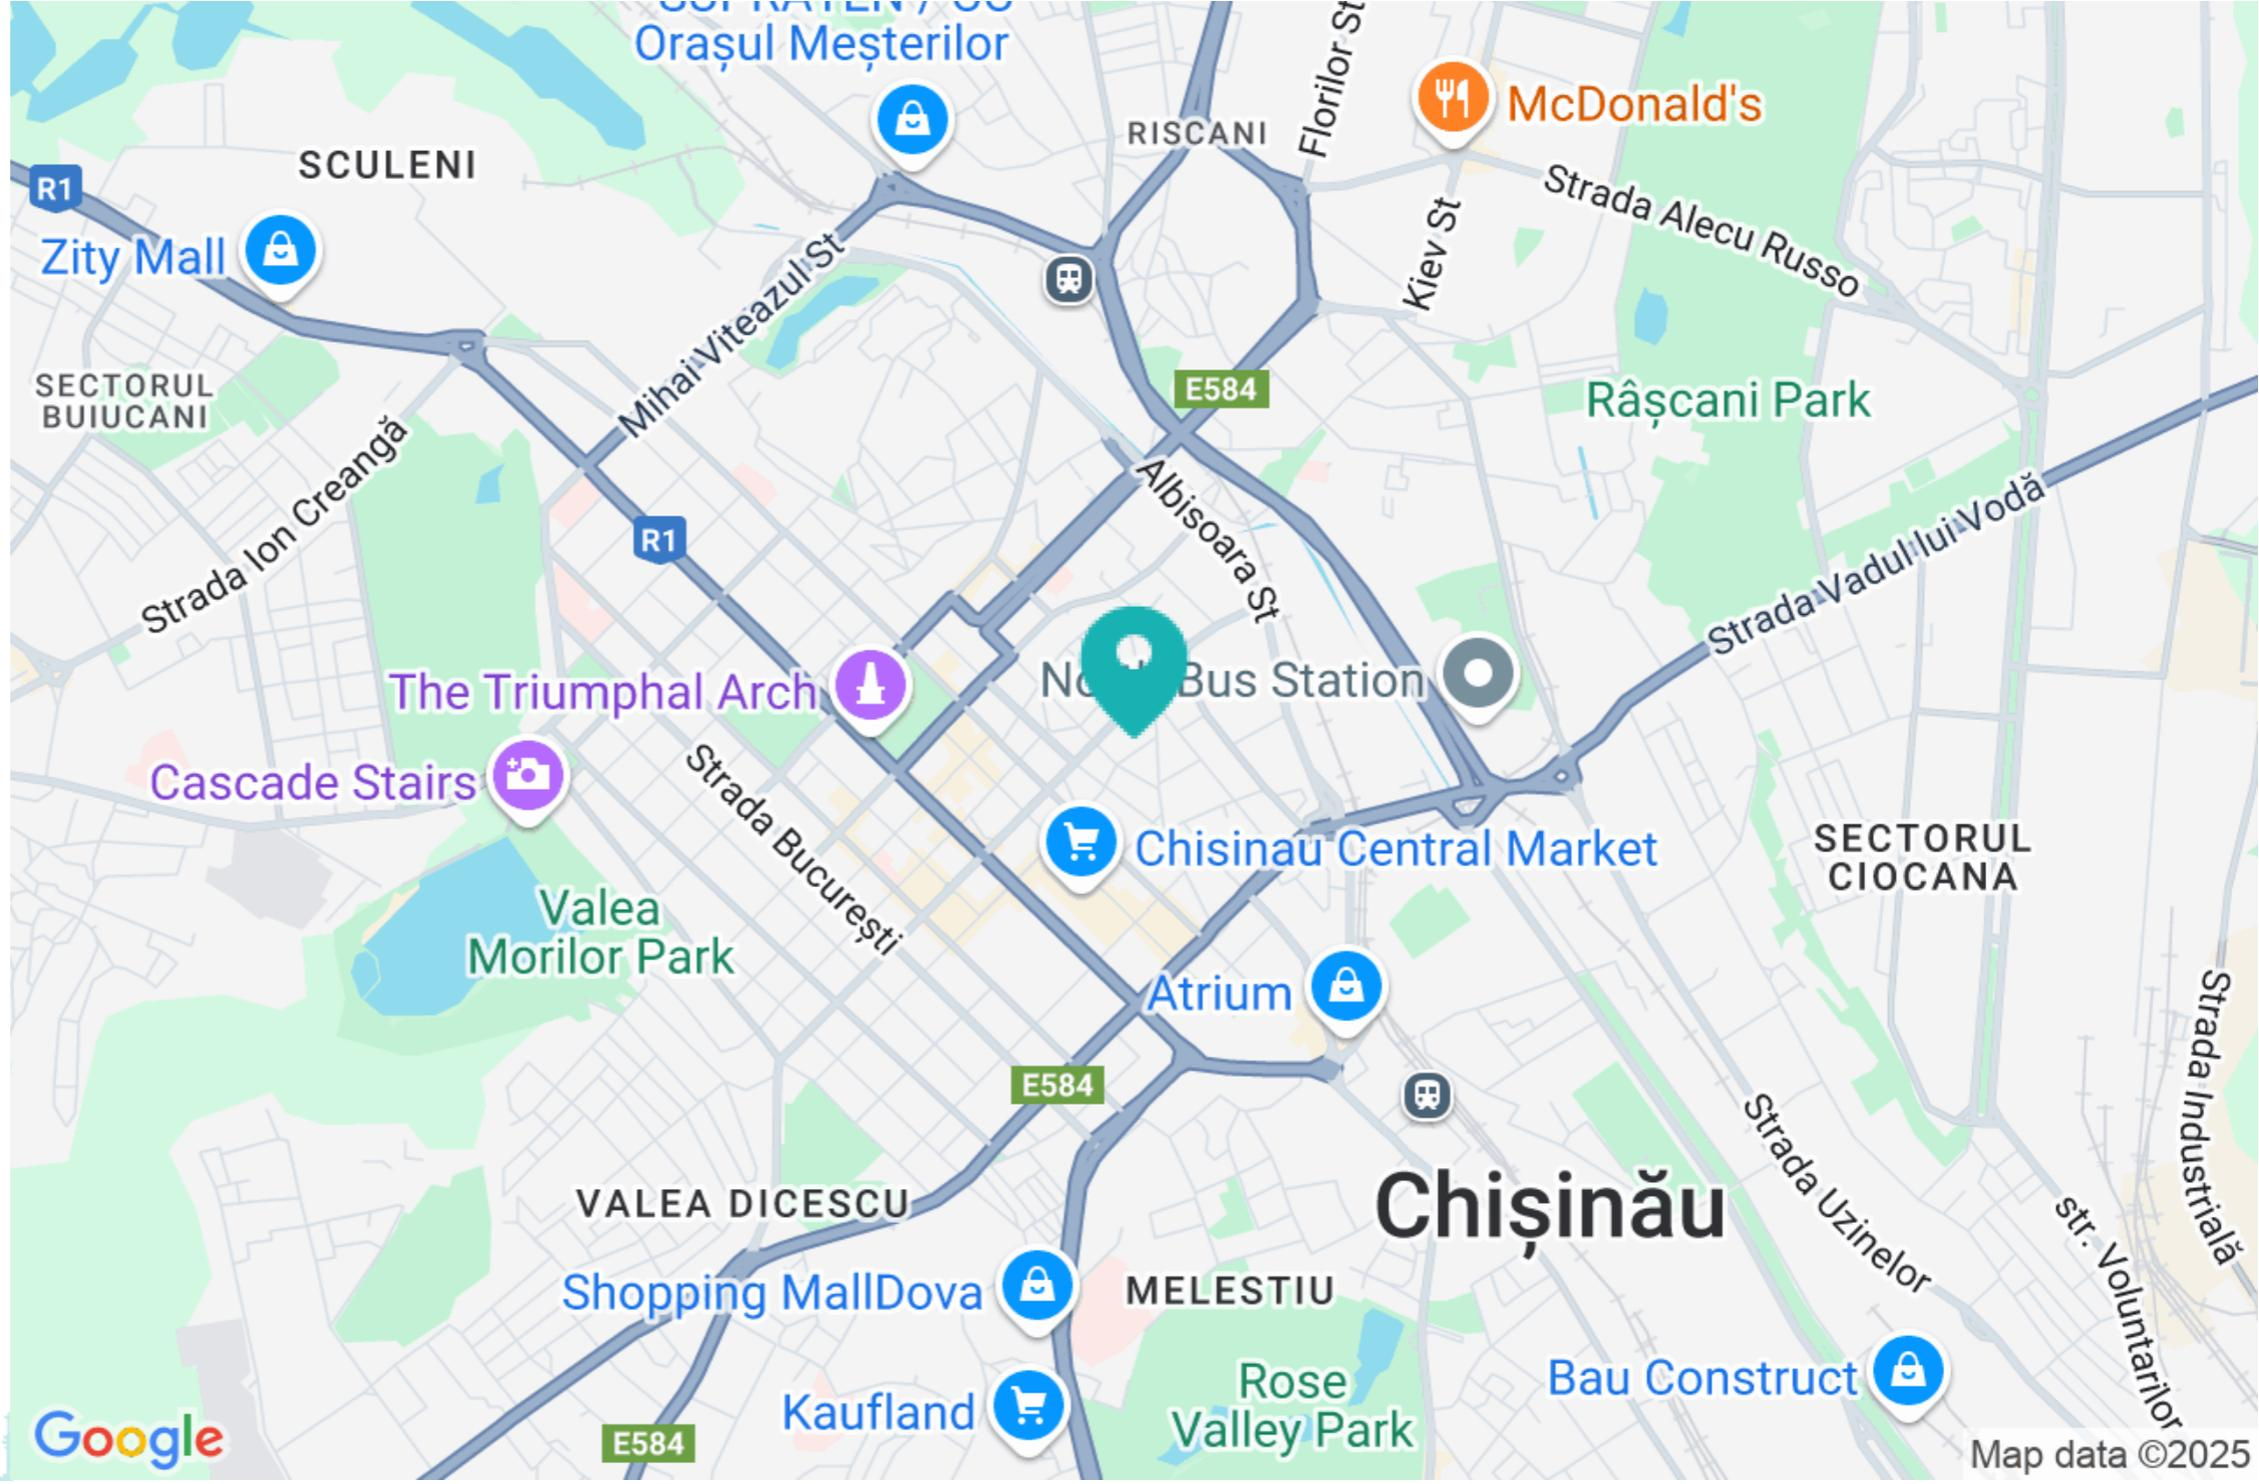 Orașul Meșterilor
Florilor St
McDonald's
RISCANI
SCULENI
R1
Zity Mall
Strada Alecu Russo
Kiev St
Mihai Viteazul St
SECTORUL
BUIUCANI
E584
Râșcani Park
Strada Ion Creangă
Albisoara St
R1
Strada Vadul lui Vodă
The Triumphal Arch
Bus Station
Cascade Stairs
Strada București
Chisinau Central Market
SECTORUL
CIOCANA
Valea
Morilor Park
Atrium
E584
Strada Industrială
Strada Uzinelor
VALEA DICESCU
Chișinău
str. Voluntarilor
Shopping MallDova
MELESTIU
Bau Construct
Rose
Valley Park
Kaufland
E584
Google
Map data ©2025